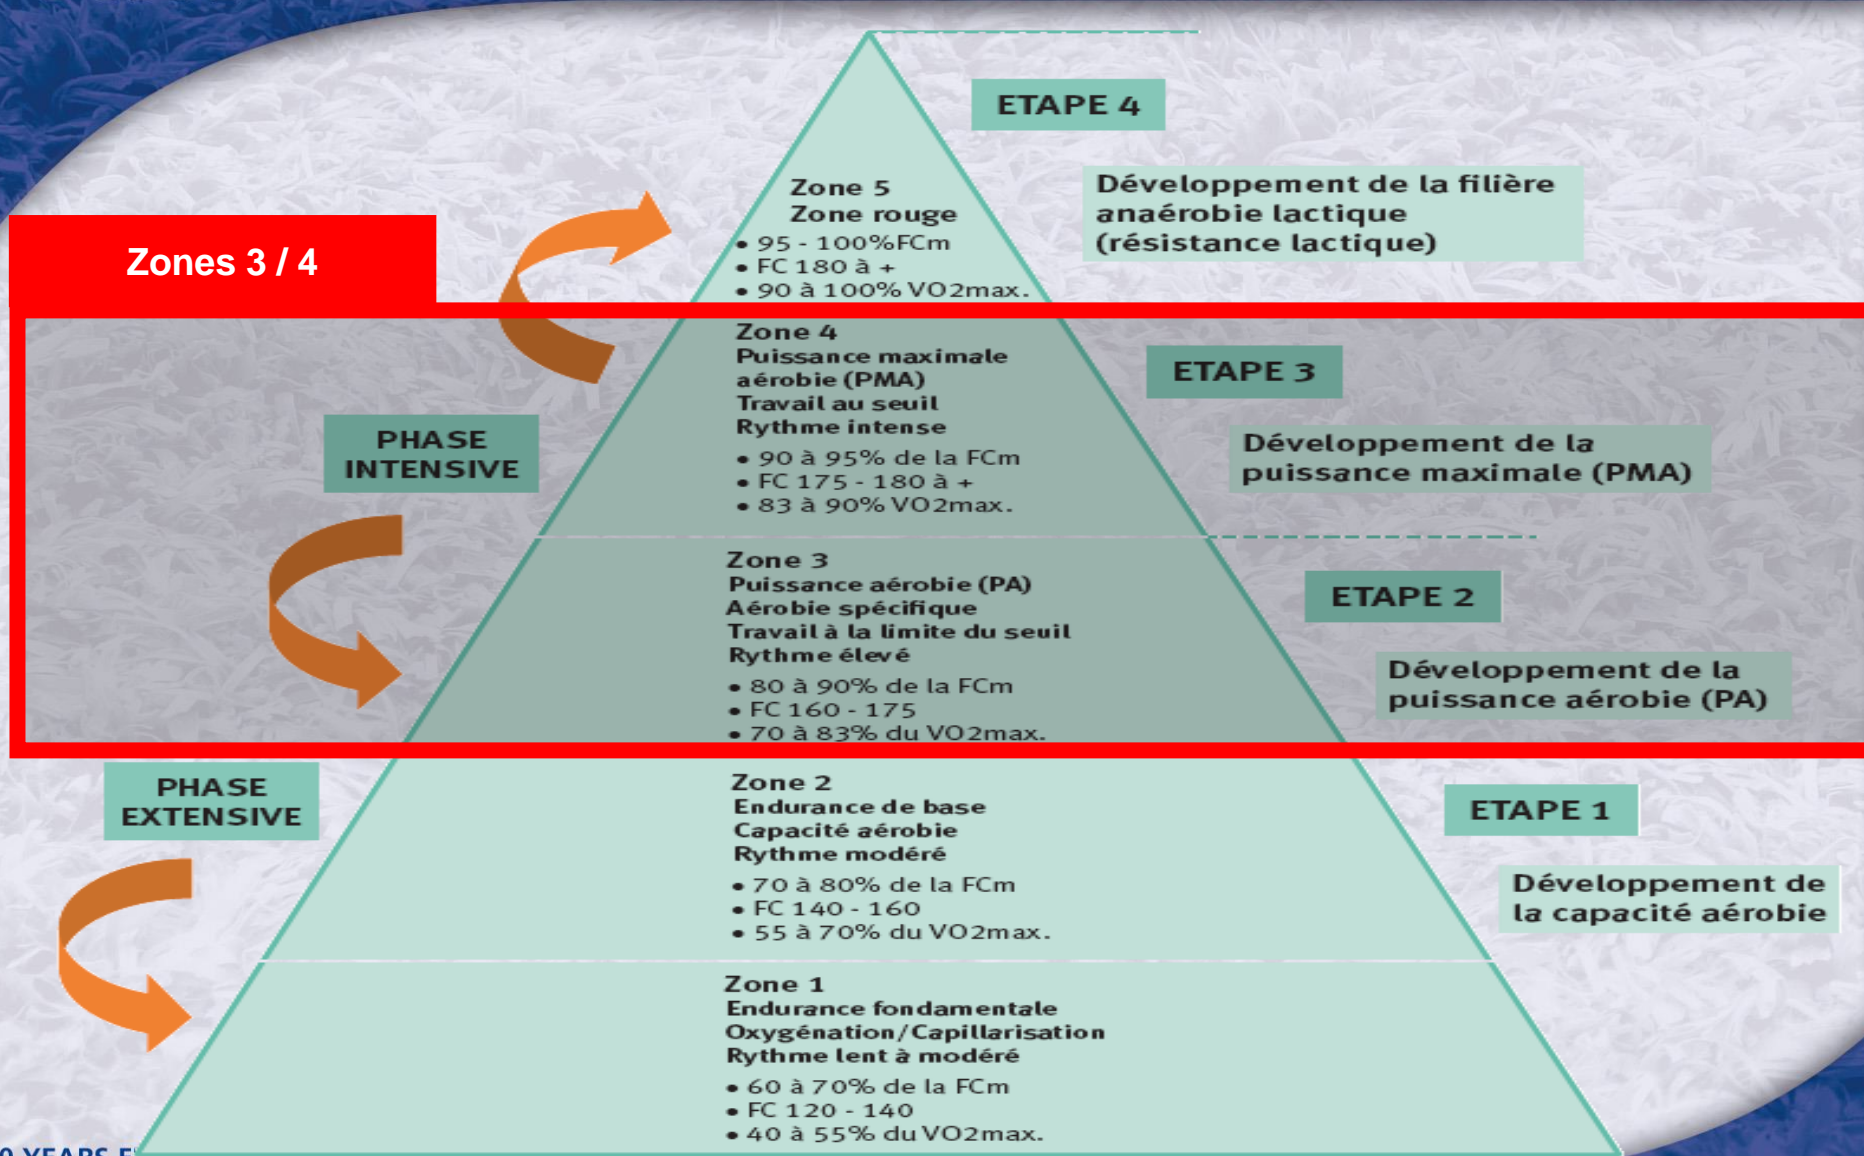 ETAPE 4
Zone 5
Zone rouge
• 95 - 100%FCm
• FC 180 à +
• 90 à 100% VO2max.
Développement de la filière
anaérobie lactique
(résistance lactique)
Zones 3 / 4
Zone 4
Puissance maximale
aérobie (PMA)
Travail au seuil
Rythme intense
• 90 à 95% de la FCm
• FC 175 - 180 à +
• 83 à 90% VO2max.
ETAPE 3
Développement de la
puissance maximale (PMA)
PHASE
INTENSIVE
Zone 3
Puissance aérobie (PA)
Aérobie spécifique
Travail à la limite du seuil
Rythme élevé
• 80 à 90% de la FCm
• FC 160 - 175
• 70 à 83% du VO2max.
ETAPE 2
Développement de la
puissance aérobie (PA)
PHASE
EXTENSIVE
Zone 2
Endurance de base
Capacité aérobie
Rythme modéré
• 70 à 80% de la FCm
• FC 140 - 160
• 55 à 70% du VO2max.
ETAPE 1
Développement de
la capacité aérobie
Zone 1
Endurance fondamentale
Oxygénation/Capillarisation
Rythme lent à modéré
• 60 à 70% de la FCm
• FC 120 - 140
• 40 à 55% du VO2max.
YEARS